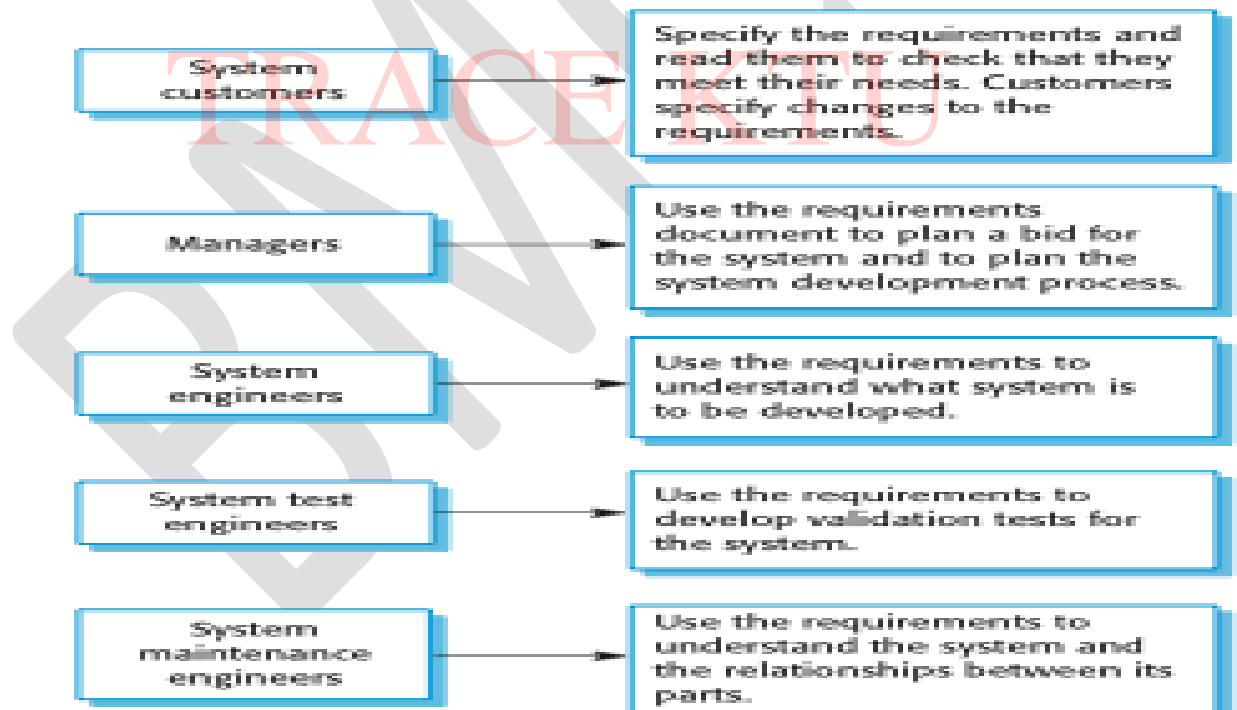 System
customers
Specify the requirements and
read them to check that they
meet their needs. Customers
specify changes to the
requirements.
TRACE KTU
Managers
Use the requirements
document to plan a bid for
the system and to plan the
system development process.
System
engineers
Use the requirements to
understand what system is
to be developed.
System test
engineers
Use the requirements to
develop validation tests for
the system.
System
maintenance
engineers
Use the requirements to
understand the system and
the relationships between its
parts.